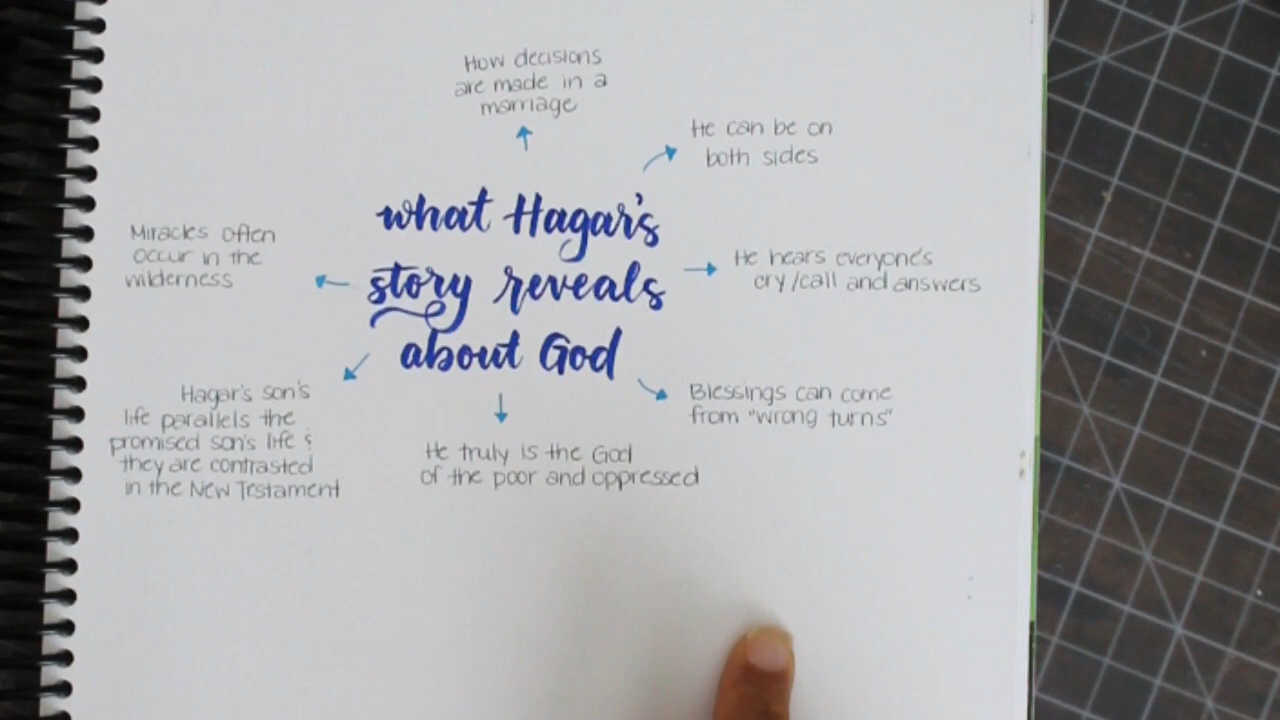 How decisions
are made in a
marriage
He can be on
both sides
what Hagar's
story reveals
about God
Miracles often
occur in the
wilderness
He hears everyone's
cry/call and answers
Hagar's son's
life parallels the
promised son's life &
they are contrasted
in the New Testament
He truly is the God
of the poor and oppressed
Blessings can come
from "wrong turns"